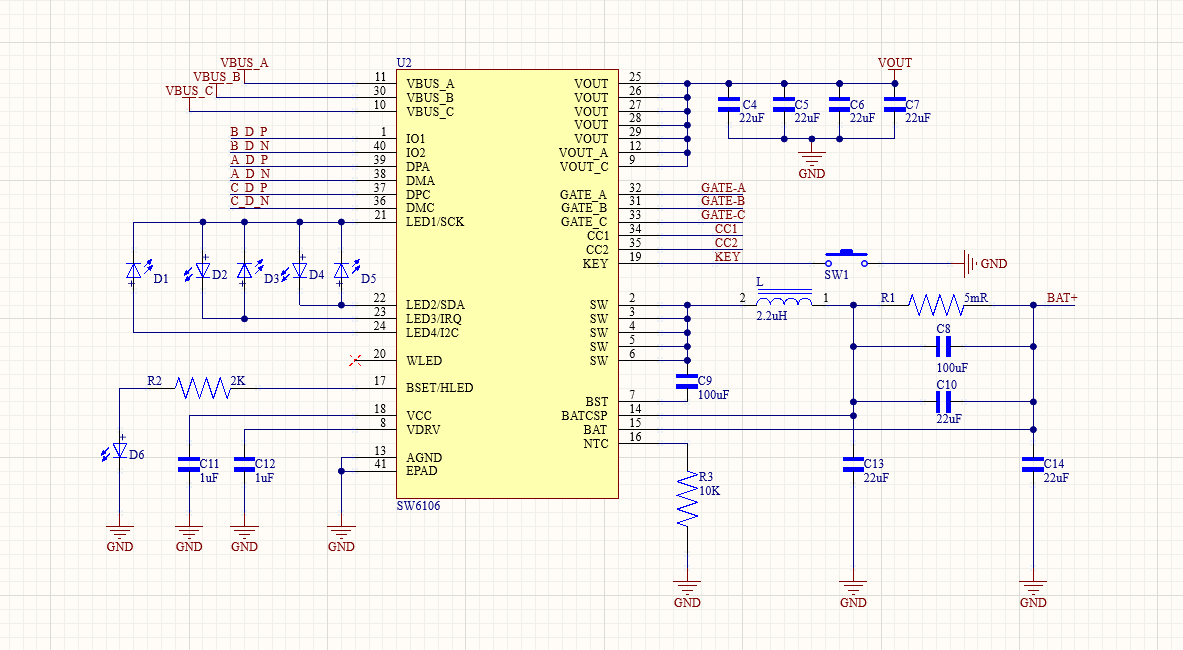 VBUS_A
VBUS_B
VBUS_C
U2
11 VBUS_A
30 VBUS_B
10 VBUS_C
B_D_P 1 IO1
B_D_N 40 IO2
A_D_P 39 DPA
A_D_N 38 DMA
C_D_P 37 DPC
C_D_N 36 DMC
21 LED1/SCK
D1 + D2 + D3 + D4 + D5 +
22 LED2/SDA
23 LED3/IRQ
24 LED4/I2C
20 WLED
R2 2K 17 BSET/HLED
18 VCC
8 VDRV
13 AGND
41 EPAD
+ D6
C11 1uF
C12 1uF
GND GND GND GND
SW6106
VOUT 25
VOUT 26
VOUT 27
VOUT 28
VOUT 29
VOUT_A 12
VOUT_C 9
VOUT
C4 22uF
C5 22uF
C6 22uF
C7 22uF
GND
GATE_A 32 GATE-A
GATE_B 31 GATE-B
GATE_C 33 GATE-C
CC1 34 CC1
CC2 35 CC2
KEY 19 KEY
SW1
GND
SW 2
SW 3
SW 4
SW 5
SW 6
2 L 1
2.2uH
R1 5mR
BAT+
C8
100uF
C10
22uF
C9
100uF
BST 7
BATCSP 14
BAT 15
NTC 16
R3
10K
C13
22uF
C14
22uF
GND GND GND